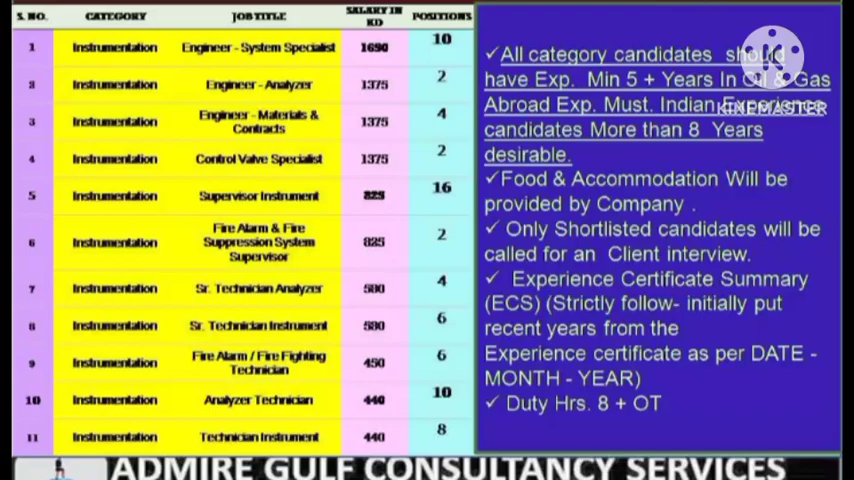 S. NO. CATEGORY JOB TITLE SALARY IN KD POSITIONS
1 Instrumentation Engineer - System Specialist 1690 10
2 Instrumentation Engineer - Analyzer 1375 2
3 Instrumentation Engineer - Materials & Contracts 1375 4
4 Instrumentation Control Valve Specialist 1375 2
5 Instrumentation Supervisor Instrument 825 16
6 Instrumentation Fire Alarm & Fire Suppression System Supervisor 825 2
7 Instrumentation Sr. Technician Analyzer 580 4
8 Instrumentation Sr. Technician Instrument 580 6
9 Instrumentation Fire Alarm / Fire Fighting Technician 450 6
10 Instrumentation Analyzer Technician 440 10
11 Instrumentation Technician Instrument 440 8
✓All category candidates should
have Exp. Min 5 + Years In Oil & Gas
Abroad Exp. Must. Indian Experience
candidates More than 8 Years
desirable.
✓Food & Accommodation Will be
provided by Company .
✓ Only Shortlisted candidates will be
called for an Client interview.
✓ Experience Certificate Summary
(ECS) (Strictly follow- initially put
recent years from the
Experience certificate as per DATE -
MONTH - YEAR)
✓ Duty Hrs. 8 + OT
K
KINEMASTER
ADMIRE GULF CONSULTANCY SERVICES